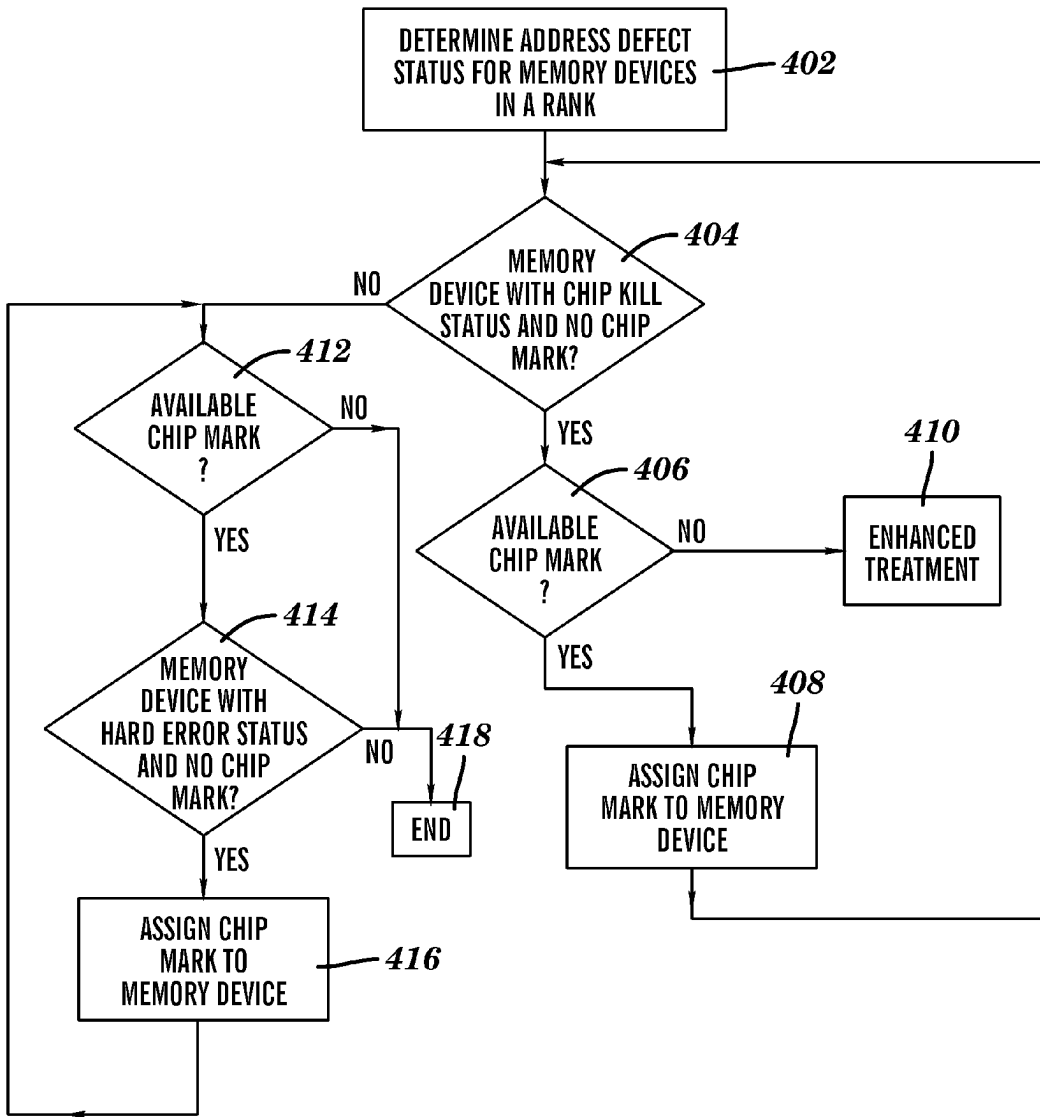 DETERMINE ADDRESS DEFECT
STATUS FOR MEMORY DEVICES
IN A RANK
402
MEMORY
DEVICE WITH CHIP KILL
STATUS AND NO CHIP
MARK?
404
NO
YES
AVAILABLE
CHIP MARK
?
412
NO
YES
AVAILABLE
CHIP MARK
?
406
NO
YES
ENHANCED
TREATMENT
410
MEMORY
DEVICE WITH
HARD ERROR STATUS
AND NO CHIP
MARK?
414
NO
YES
END
418
ASSIGN CHIP
MARK TO MEMORY
DEVICE
408
ASSIGN CHIP
MARK TO
MEMORY DEVICE
416